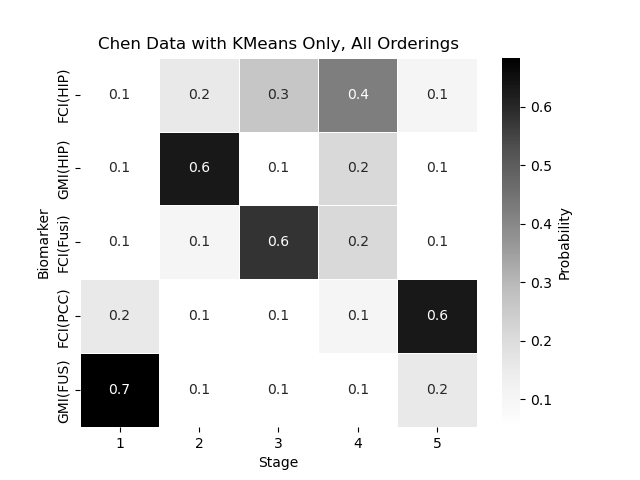 Chen Data with KMeans Only, All Orderings
Biomarker
FCI(HIP) 0.1 0.2 0.3 0.4 0.1
GMI(HIP) 0.1 0.6 0.1 0.2 0.1
FCI(Fusi) 0.1 0.1 0.6 0.2 0.1
FCI(PCC) 0.2 0.1 0.1 0.1 0.6
GMI(FUS) 0.7 0.1 0.1 0.1 0.2
1 2 3 4 5
Stage
0.6
0.5
0.4
0.3
0.2
0.1
Probability